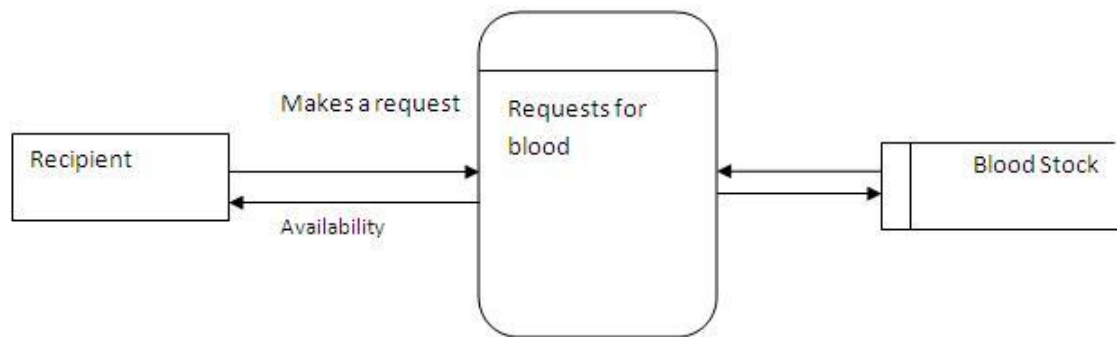 Makes a request
Requests for
blood
Recipient
Blood Stock
Availability